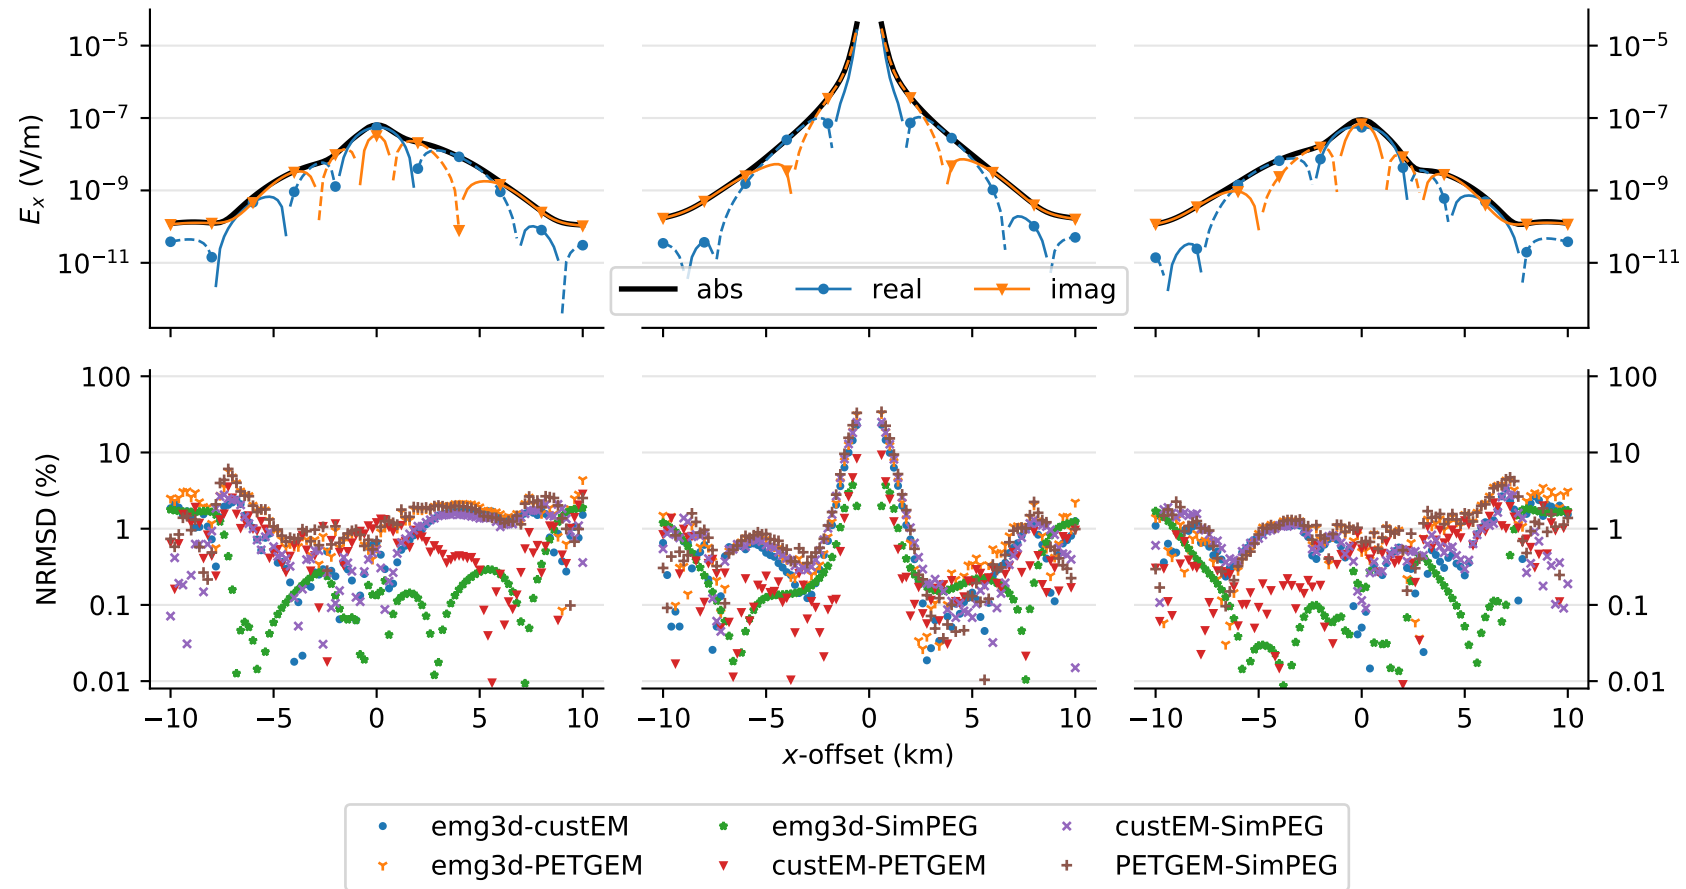 10⁻⁵ 10⁻⁵
10⁻⁷ 10⁻⁷
10⁻⁹ 10⁻⁹
10⁻¹¹ 10⁻¹¹
Eₓ (V/m)
abs real imag
100 100
10 10
1 1
0.1 0.1
0.01 0.01
NRMSD (%)
−10 −5 0 5 10 −10 −5 0 5 10 −10 −5 0 5 10
x-offset (km)
emg3d-custEM emg3d-SimPEG custEM-SimPEG
emg3d-PETGEM custEM-PETGEM PETGEM-SimPEG